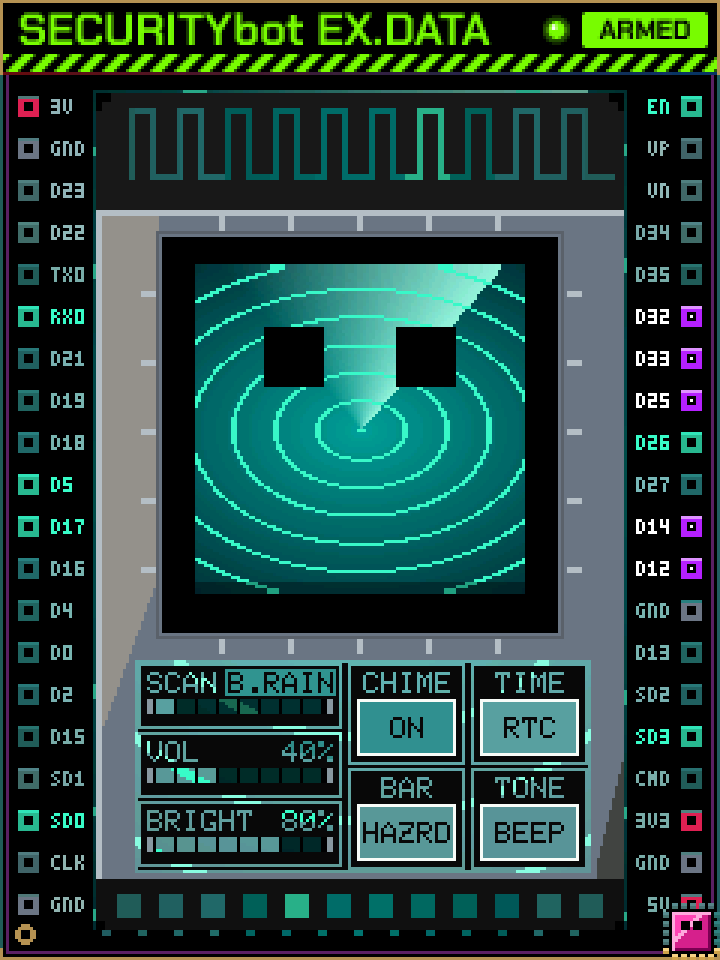 SECURITYbot EX.DATA ARMED
3V EN
GND VP
D23 VN
D22 D34
TX0 D35
RX0 D32
D21 D33
D19 D25
D18 D26
D5 D27
D17 D14
D16 D12
D4 GND
D0 D13
D2 SD2
D15 SD3
SD1 CMD
SD0 3V3
CLK GND
GND 5V
SCAN B.RAIN
VOL 40%
BRIGHT 80%
CHIME
ON
TIME
RTC
BAR
HAZRD
TONE
BEEP